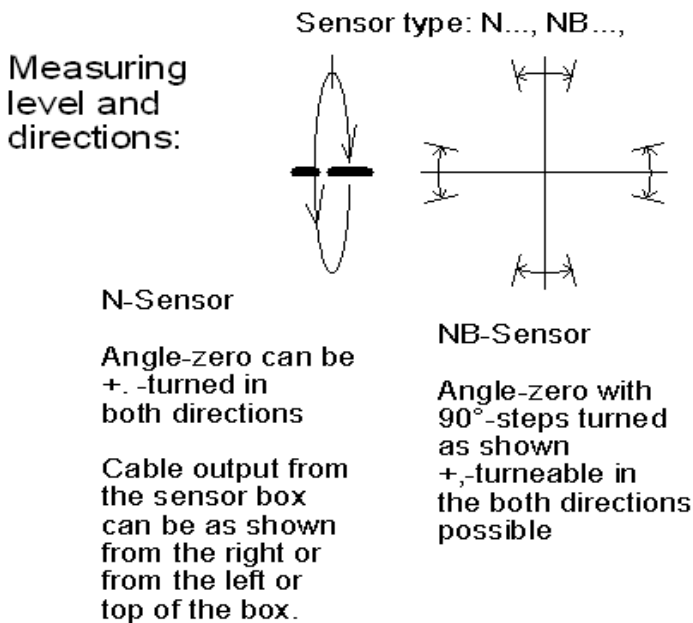 Sensor type: N..., NB...,
Measuring
level and
directions:
N-Sensor
Angle-zero can be
+. -turned in
both directions
Cable output from
the sensor box
can be as shown
from the right or
from the left or
top of the box.
NB-Sensor
Angle-zero with
90°-steps turned
as shown
+,-turneable in
the both directions
possible